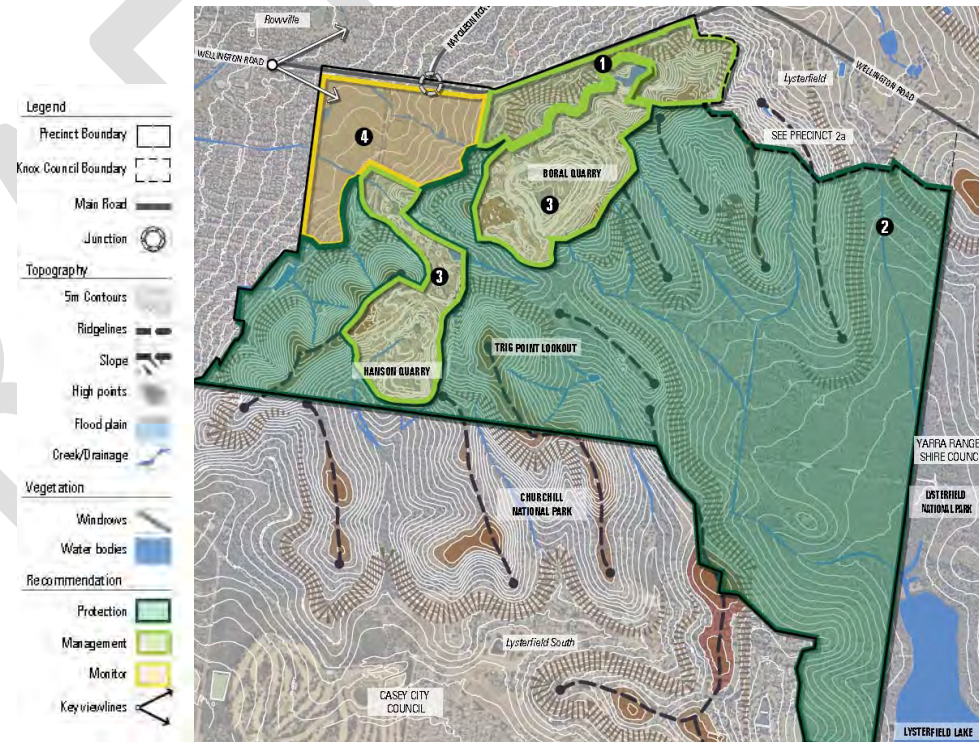 Legend
Precinct Boundary
Knox Council Boundary
Main Road
Junction
Topography
5m Contours
Ridgelines
Slope
High points
Flood plain
Creek/Drainage
Vegetation
Windrows
Water bodies
Recommendation
Protection
Management
Monitor
Key viewlines
Rowville
NAPOLEON ROAD
WELLINGTON ROAD
1
Lysterfield
WELLINGTON ROAD
4
SEE PRECINCT 2a
BORAL QUARRY
3
2
3
TRIG POINT LOOKOUT
HANSON QUARRY
YARRA RANGE
SHIRE COUNC
CHURCHILL
NATIONAL PARK
LYSTERFIELD
NATIONAL PARK
Lysterfield South
CASEY CITY
COUNCIL
LYSTERFIELD LAKE